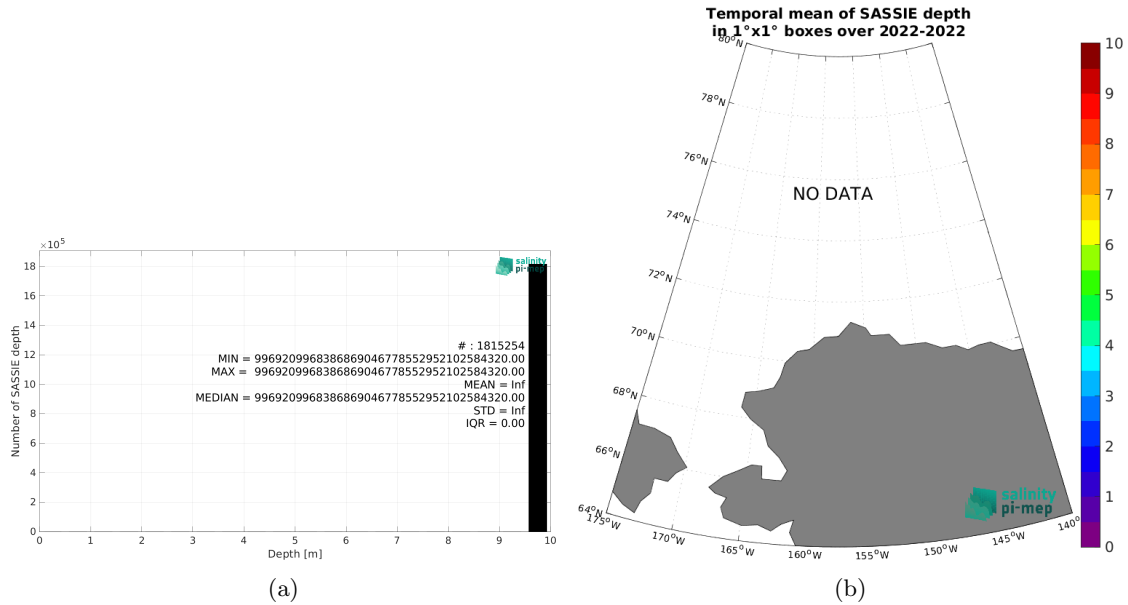 ×10⁵
18
16
14
12
10
8
6
4
2
0
Number of SASSIE depth
salinity
pi-mep
# : 1815254
MIN = 9969209968386869046778552952102584320.00
MAX = 9969209968386869046778552952102584320.00
MEAN = Inf
MEDIAN = 9969209968386869046778552952102584320.00
STD = Inf
IQR = 0.00
0 1 2 3 4 5 6 7 8 9 10
Depth [m]
(a)
Temporal mean of SASSIE depth
in 1°x1° boxes over 2022-2022
80°N
78°N
76°N
74°N
72°N
70°N
68°N
66°N
64°N
NO DATA
salinity
pi-mep
175°W 170°W 165°W 160°W 155°W 150°W 145°W 140°
10
9
8
7
6
5
4
3
2
1
0
(b)